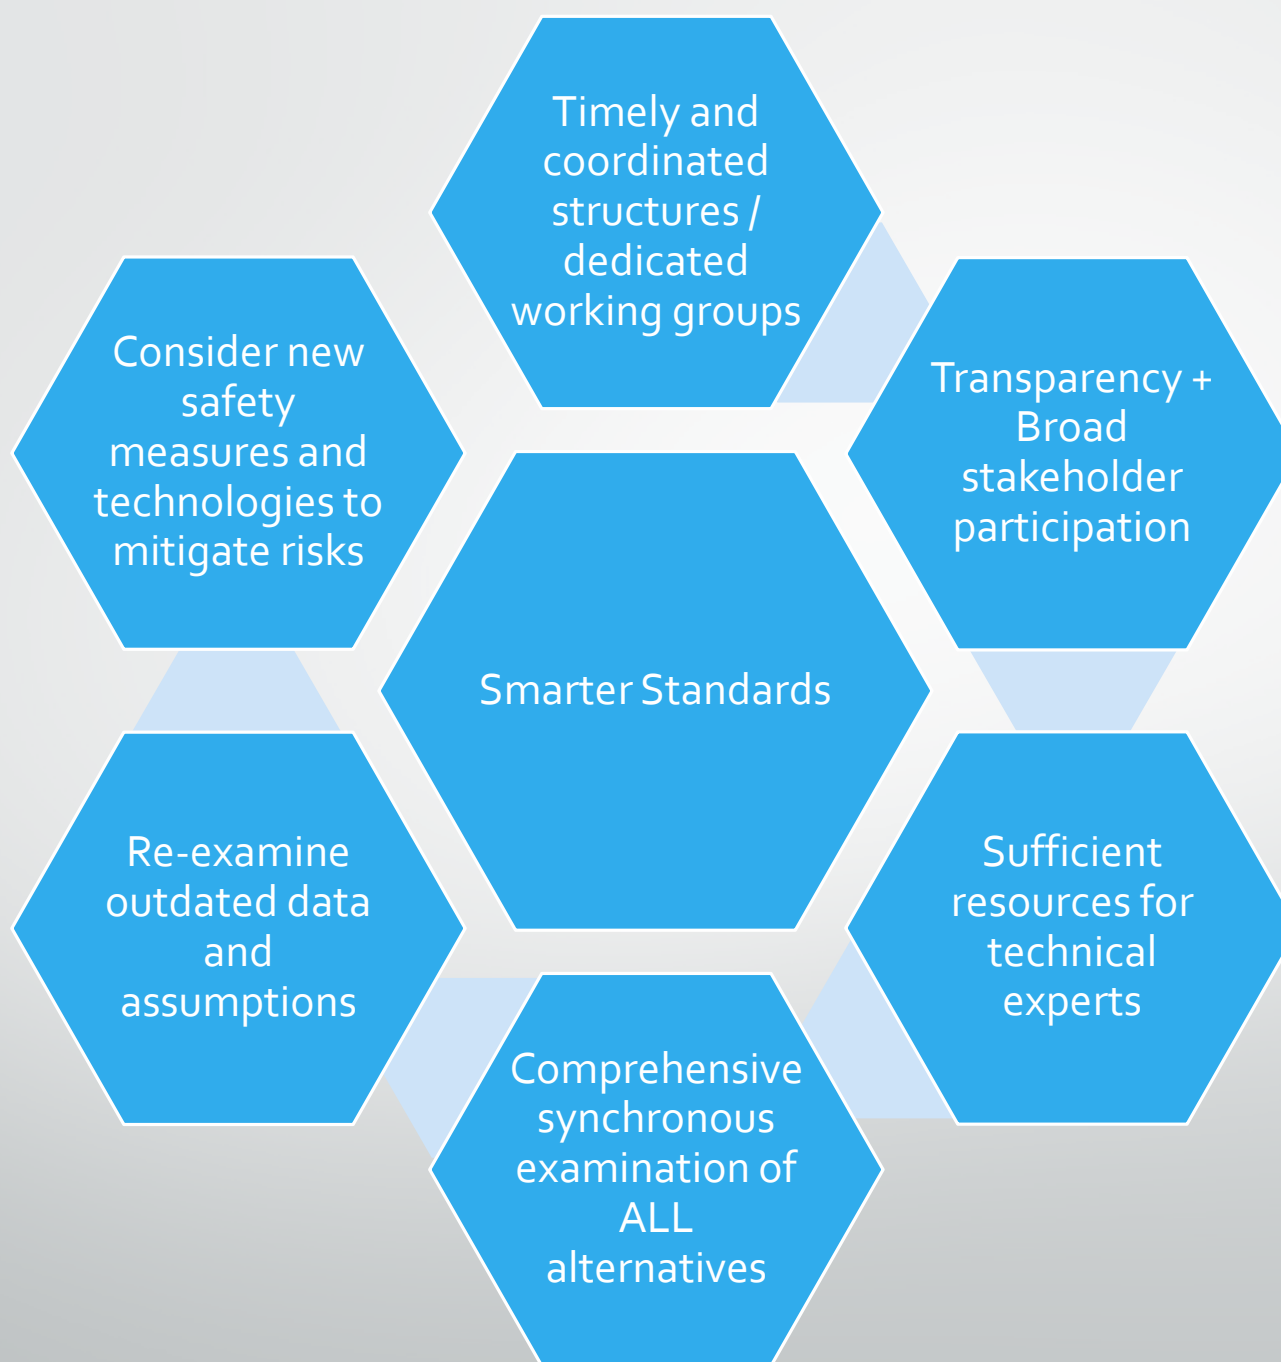 Timely and
coordinated
structures /
dedicated
working groups
Transparency +
Broad
stakeholder
participation
Sufficient
resources for
technical
experts
Comprehensive
synchronous
examination of
ALL
alternatives
Re-examine
outdated data
and
assumptions
Consider new
safety
measures and
technologies to
mitigate risks
Smarter Standards